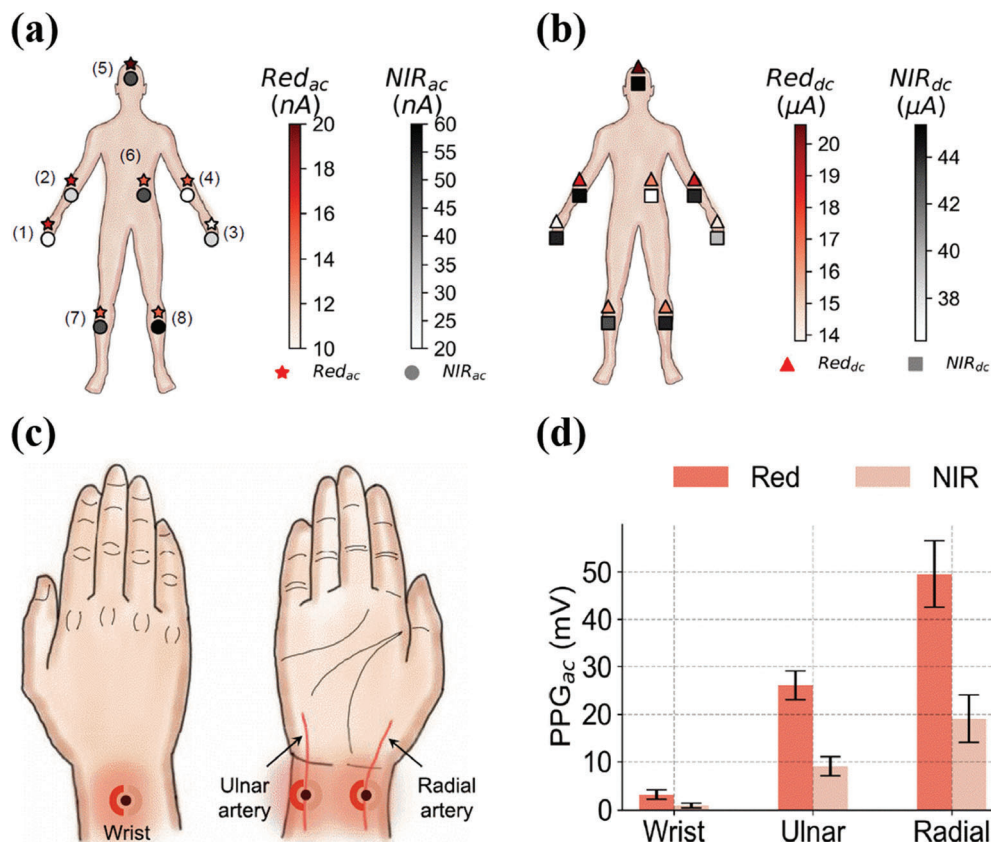 (a)
(5)
(6)
(2)
(4)
(1)
(3)
(7)
(8)
Red_ac
(nA)
20
18
16
14
12
10
NIR_ac
(nA)
60
55
50
45
40
35
30
25
20
Red_ac
NIR_ac
(b)
Red_dc
(μA)
20
19
18
17
16
15
14
NIR_dc
(μA)
44
42
40
38
Red_dc
NIR_dc
(c)
Wrist
Ulnar
artery
Radial
artery
(d)
Red
NIR
PPG_ac (mV)
50
40
30
20
10
0
Wrist
Ulnar
Radial